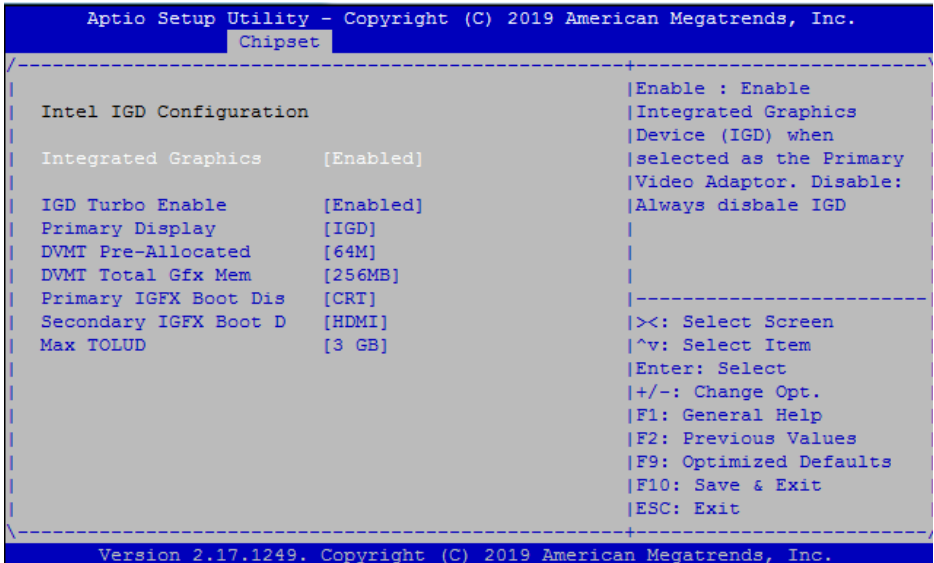 Aptio Setup Utility - Copyright (C) 2019 American Megatrends, Inc.
Chipset
Intel IGD Configuration
Integrated Graphics [Enabled]
IGD Turbo Enable [Enabled]
Primary Display [IGD]
DVMT Pre-Allocated [64M]
DVMT Total Gfx Mem [256MB]
Primary IGFX Boot Dis [CRT]
Secondary IGFX Boot D [HDMI]
Max TOLUD [3 GB]
Enable : Enable
Integrated Graphics
Device (IGD) when
selected as the Primary
Video Adaptor. Disable:
Always disbale IGD
><: Select Screen
^v: Select Item
Enter: Select
+/-: Change Opt.
F1: General Help
F2: Previous Values
F9: Optimized Defaults
F10: Save & Exit
ESC: Exit
Version 2.17.1249. Copyright (C) 2019 American Megatrends, Inc.